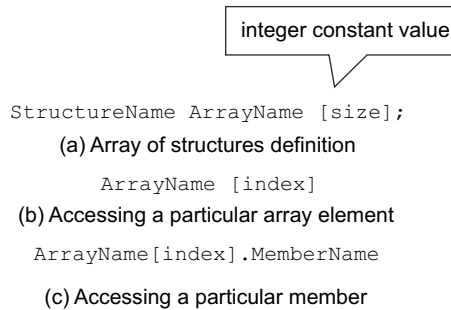 integer constant value
StructureName ArrayName [size];
(a) Array of structures definition
ArrayName [index]
(b) Accessing a particular array element
ArrayName[index].MemberName
(c) Accessing a particular member